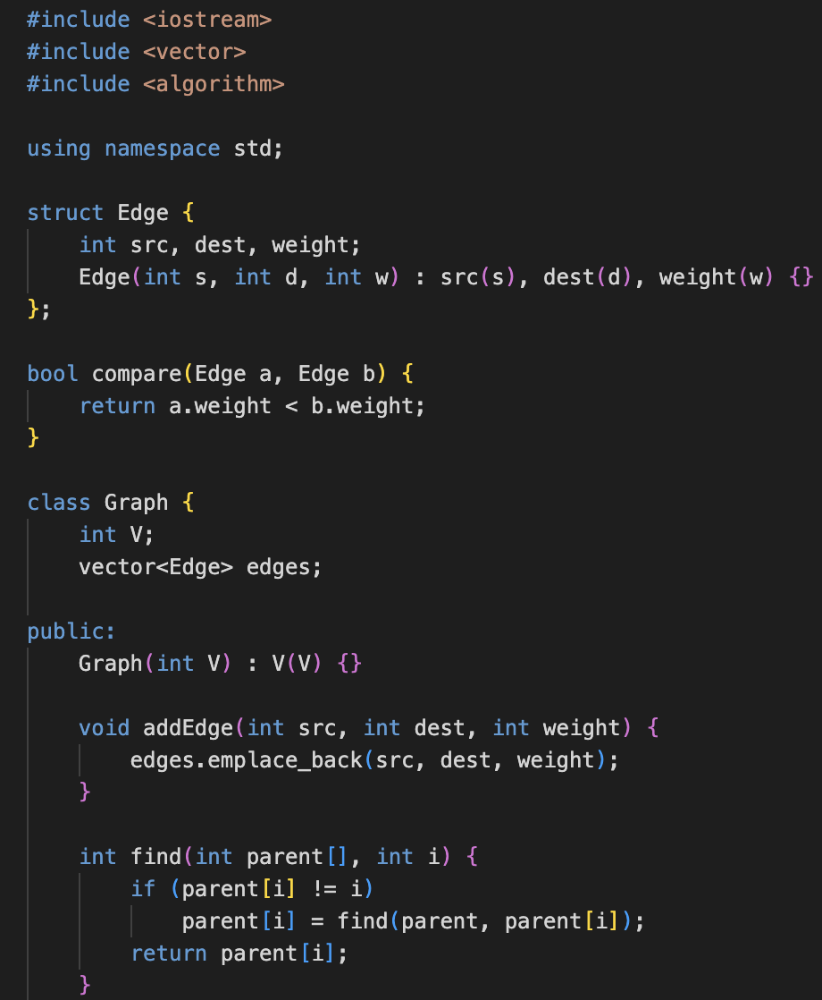 #include <iostream>
#include <vector>
#include <algorithm>

using namespace std;

struct Edge {
    int src, dest, weight;
    Edge(int s, int d, int w) : src(s), dest(d), weight(w) {}
};

bool compare(Edge a, Edge b) {
    return a.weight < b.weight;
}

class Graph {
    int V;
    vector<Edge> edges;

public:
    Graph(int V) : V(V) {}

    void addEdge(int src, int dest, int weight) {
        edges.emplace_back(src, dest, weight);
    }

    int find(int parent[], int i) {
        if (parent[i] != i)
            parent[i] = find(parent, parent[i]);
        return parent[i];
    }